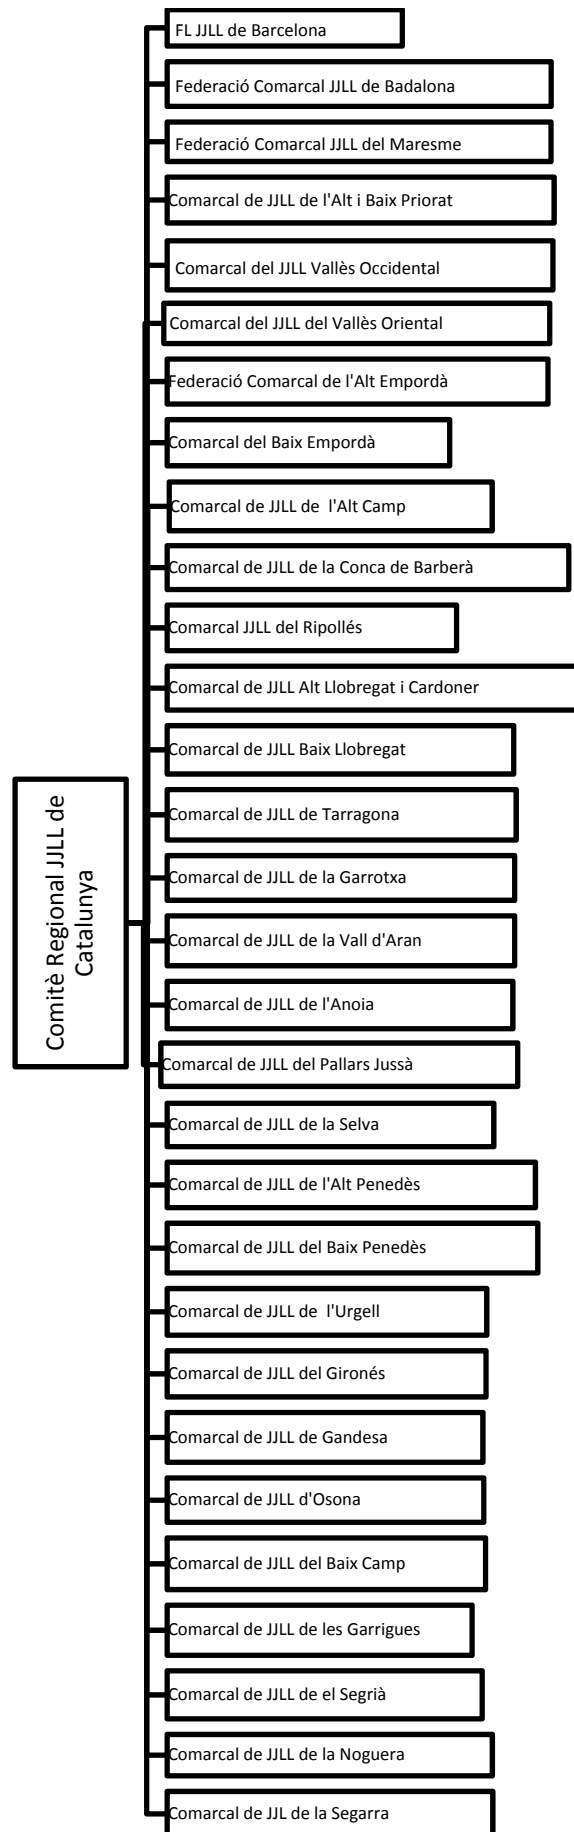 FL JJLL de Barcelona
Federació Comarcal JJLL de Badalona
Federació Comarcal JJLL del Maresme
Comarcal de JJLL de l'Alt i Baix Priorat
Comarcal del JJLL Vallès Occidental
Comarcal del JJLL del Vallès Oriental
Federació Comarcal de l'Alt Empordà
Comarcal del Baix Empordà
Comarcal de JJLL de l'Alt Camp
Comarcal de JJLL de la Conca de Barberà
Comarcal JJLL del Ripollés
Comarcal de JJLL Alt Llobregat i Cardoner
Comarcal de JJLL Baix Llobregat
Comitè Regional JJLL de
Catalunya
Comarcal de JJLL de Tarragona
Comarcal de JJLL de la Garrotxa
Comarcal de JJLL de la Vall d'Aran
Comarcal de JJLL de l'Anoia
Comarcal de JJLL del Pallars Jussà
Comarcal de JJLL de la Selva
Comarcal de JJLL de l'Alt Penedès
Comarcal de JJLL del Baix Penedès
Comarcal de JJLL de l'Urgell
Comarcal de JJLL del Gironés
Comarcal de JJLL de Gandesa
Comarcal de JJLL d'Osona
Comarcal de JJLL del Baix Camp
Comarcal de JJLL de les Garrigues
Comarcal de JJLL de el Segrià
Comarcal de JJLL de la Noguera
Comarcal de JJL de la Segarra